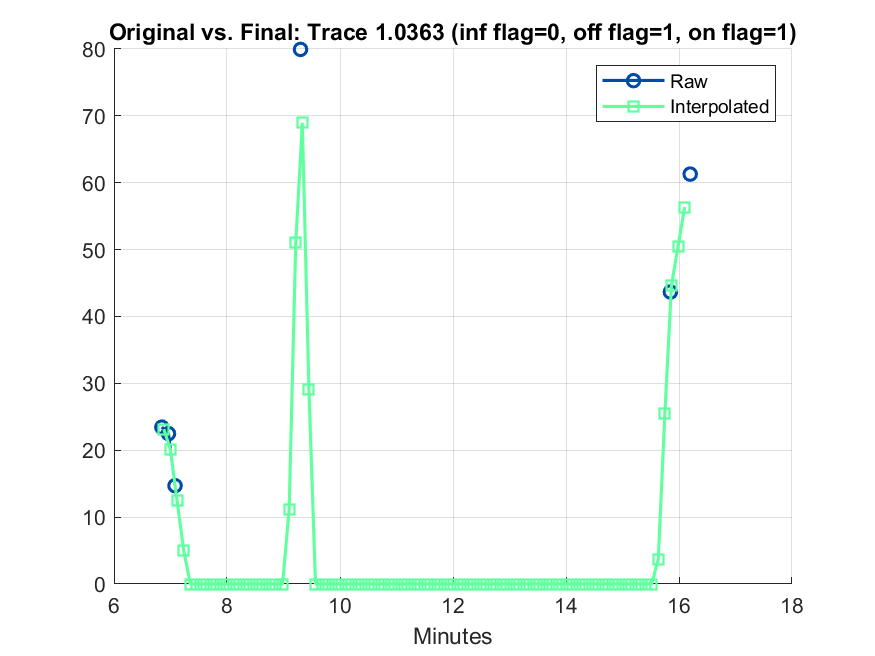 Original vs. Final: Trace 1.0363 (inf flag=0, off flag=1, on flag=1)
80
70
60
50
40
30
20
10
0
Raw
Interpolated
6 8 10 12 14 16 18
Minutes